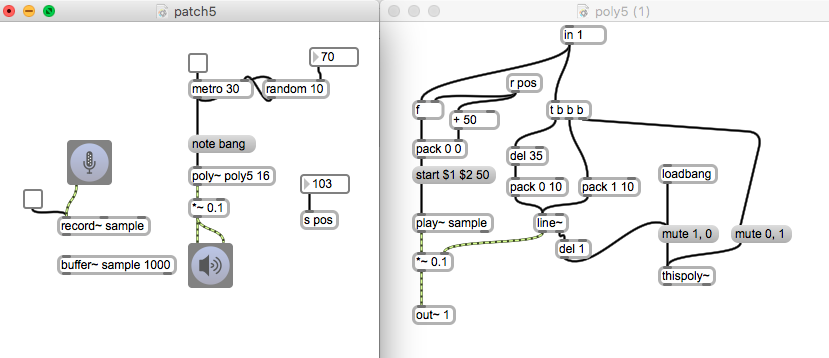 patch5
70
metro 30
random 10
note bang
poly~ poly5 16
103
*~ 0.1
s pos
record~ sample
buffer~ sample 1000
poly5 (1)
in 1
r pos
f
+ 50
t b b b
pack 0 0
del 35
start $1 $2 50
pack 0 10
pack 1 10
loadbang
play~ sample
line~
mute 1, 0
mute 0, 1
del 1
*~ 0.1
thispoly~
out~ 1